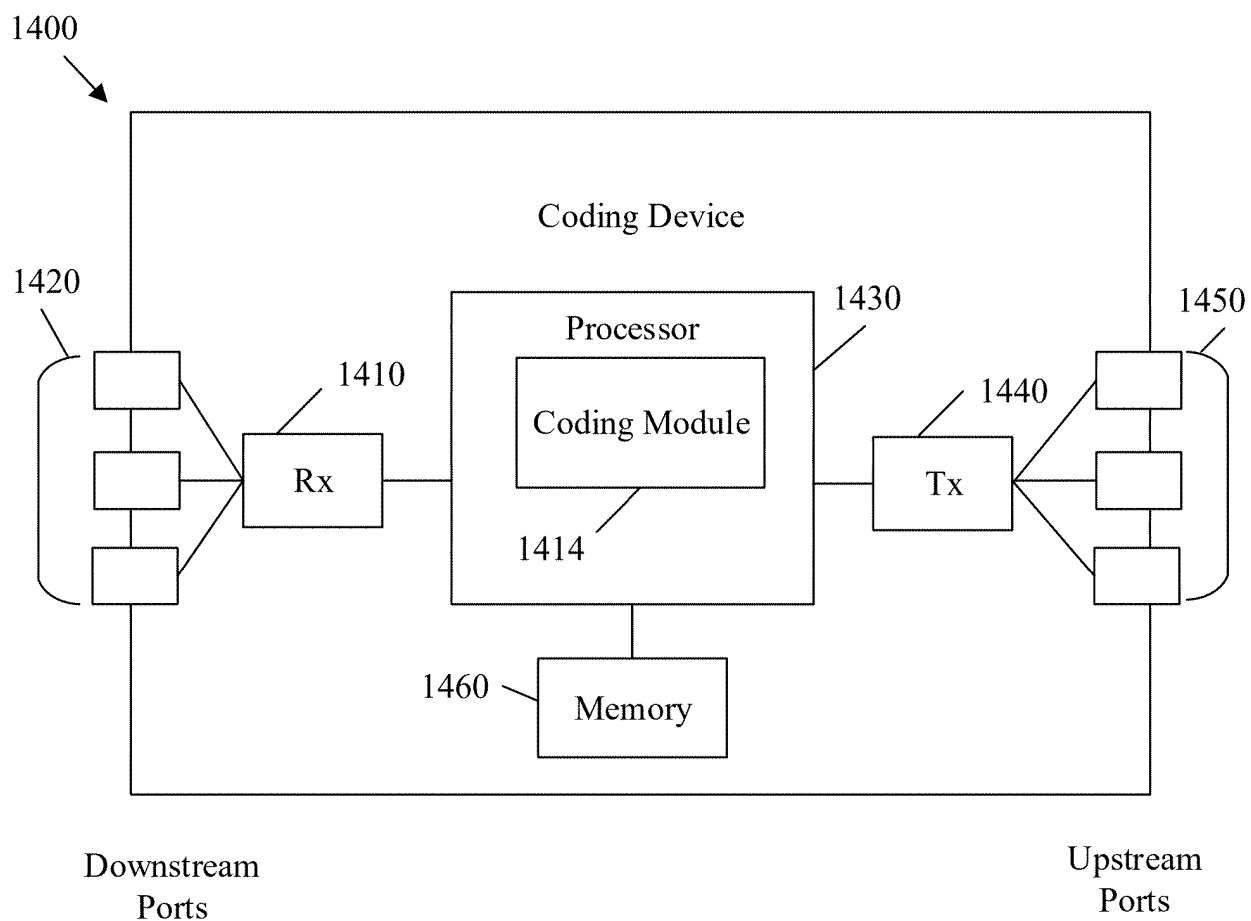 1400
Coding Device
1420
1430
1450
Processor
1410
1440
Coding Module
Rx
Tx
1414
1460
Memory
Downstream
Ports
Upstream
Ports